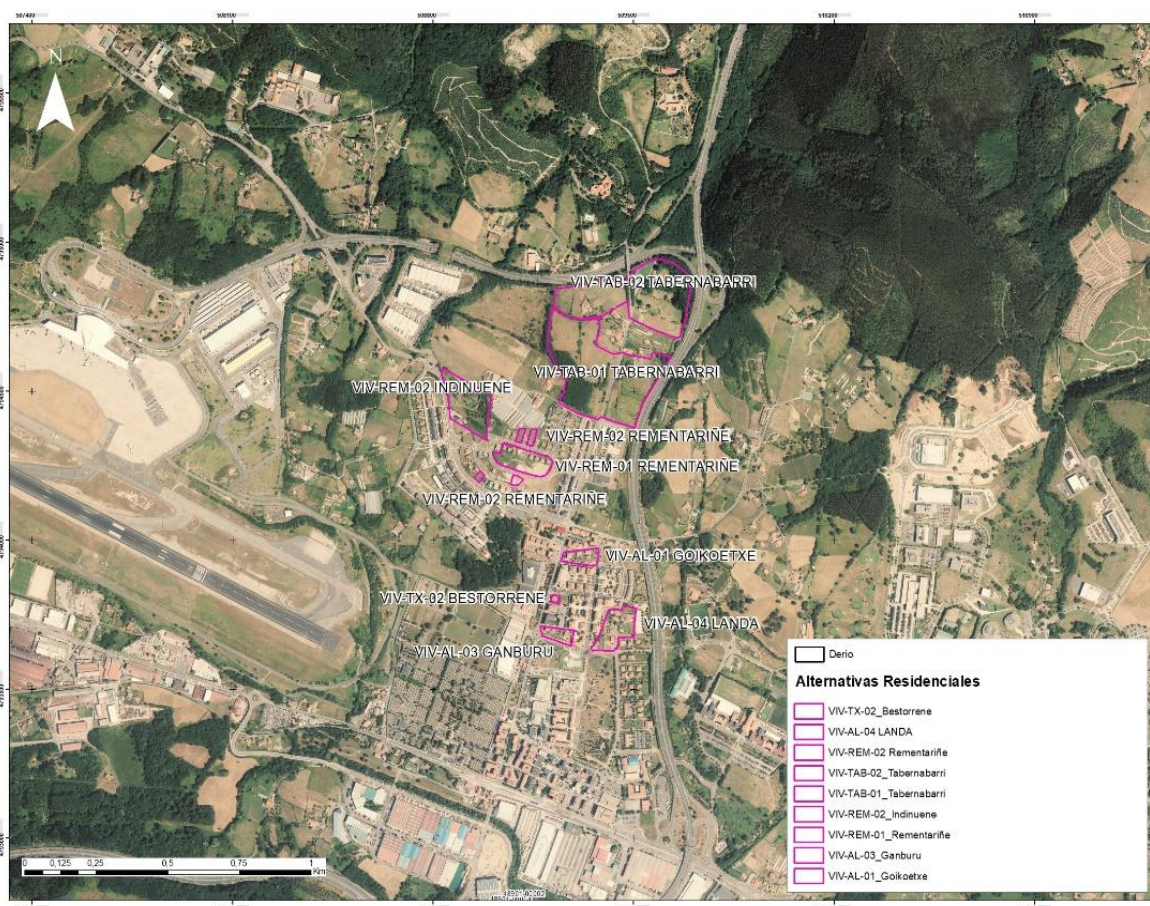 N
VIV-TAB-02 TABERNABARRI
VIV-TAB-01 TABERNABARRI
VIV-REM-02 INDINUENE
VIV-REM-02 REMENTARIÑE
VIV-REM-01 REMENTARIÑE
VIV-REM-02 REMENTARIÑE
VIV-AL-01 GOIKOETXE
VIV-TX-02 BESTORRENE
VIV-AL-04 LANDA
VIV-AL-03 GANBURU
Derio
Alternativas Residenciales
VIV-TX-02_Bestorrene
VIV-AL-04 LANDA
VIV-REM-02 Rementariñe
VIV-TAB-02_Tabernabarri
VIV-TAB-01_Tabernabarri
VIV-REM-02_Indinuene
VIV-REM-01_Rementariñe
VIV-AL-03_Ganburu
VIV-AL-01_Goikoetxe
0 0,125 0,25 0,5 0,75 1
Km